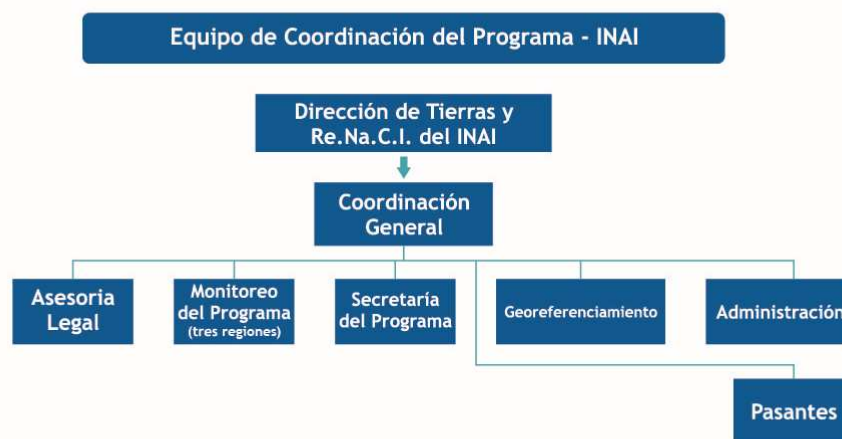 Equipo de Coordinación del Programa - INAI
Dirección de Tierras y
Re.Na.C.I. del INAI
Coordinación
General
Asesoria
Legal
Monitoreo
del Programa
(tres regiones)
Secretaría
del Programa
Georeferenciamiento
Administración
Pasantes